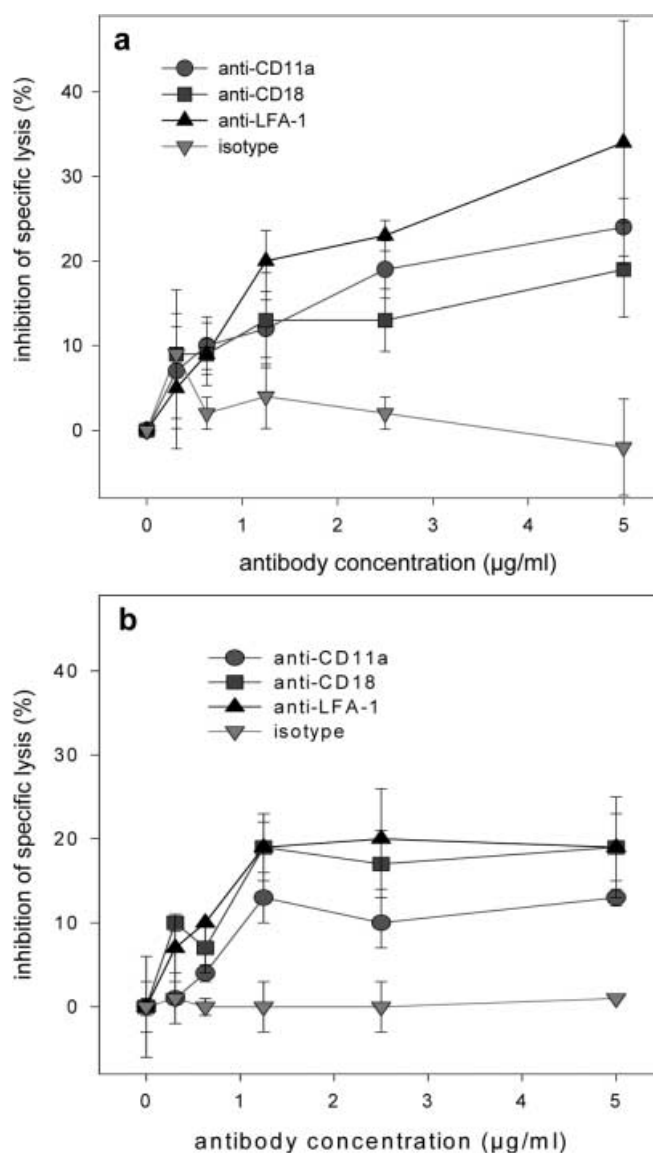 a
anti-CD11a
anti-CD18
anti-LFA-1
isotype
inhibition of specific lysis (%)
40
30
20
10
0
0 1 2 3 4 5
antibody concentration (µg/ml)
b
anti-CD11a
anti-CD18
anti-LFA-1
isotype
inhibition of specific lysis (%)
40
30
20
10
0
0 1 2 3 4 5
antibody concentration (µg/ml)